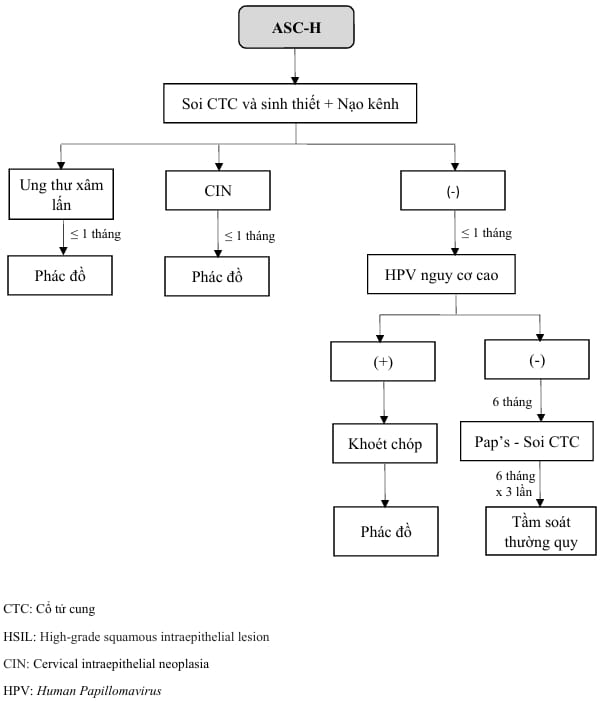 ASC-H
Soi CTC và sinh thiết + Nạo kênh
Ung thư xâm
lấn
CIN
(-)
≤ 1 tháng
≤ 1 tháng
≤ 1 tháng
Phác đồ
Phác đồ
HPV nguy cơ cao
(+)
(-)
6 tháng
Khoét chóp
Pap’s - Soi CTC
6 tháng
x 3 lần
Phác đồ
Tầm soát
thường quy
CTC: Cổ tử cung
HSIL: High-grade squamous intraepithelial lesion
CIN: Cervical intraepithelial neoplasia
HPV: Human Papillomavirus